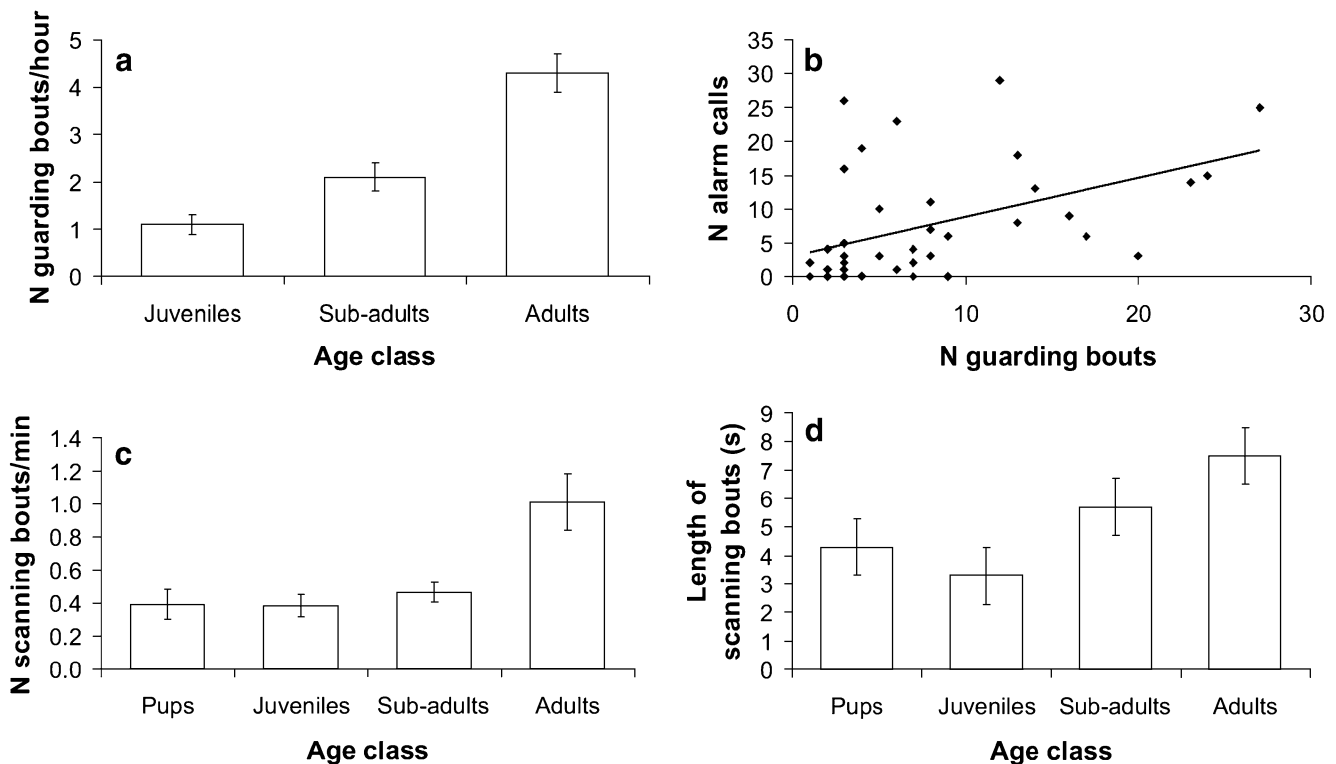 a
N guarding bouts/hour
5
4
3
2
1
0
Juveniles Sub-adults Adults
Age class
b
N alarm calls
35
30
25
20
15
10
5
0
0 10 20 30
N guarding bouts
c
N scanning bouts/min
1.4
1.2
1.0
0.8
0.6
0.4
0.2
0.0
Pups Juveniles Sub-adults Adults
Age class
d
Length of
scanning bouts (s)
9
8
7
6
5
4
3
2
1
0
Pups Juveniles Sub-adults Adults
Age class